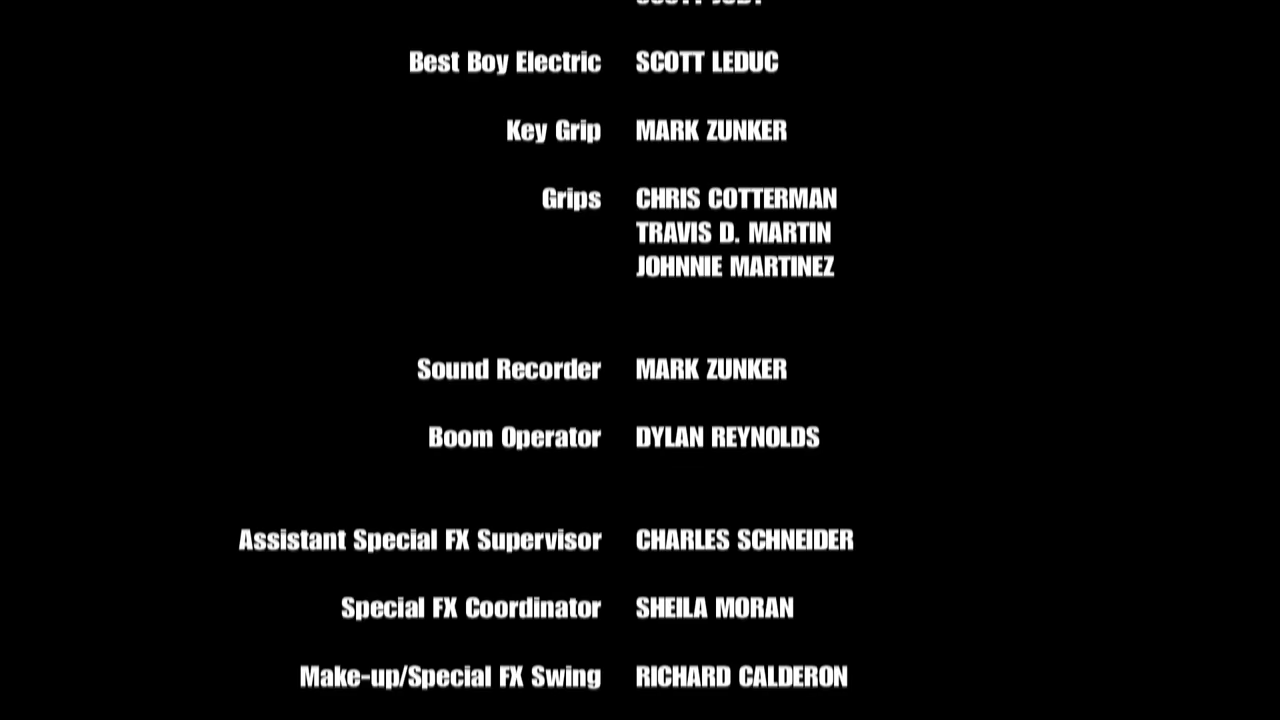 Best Boy Electric SCOTT LEDUC
Key Grip MARK ZUNKER
Grips CHRIS COTTERMAN
TRAVIS D. MARTIN
JOHNNIE MARTINEZ
Sound Recorder MARK ZUNKER
Boom Operator DYLAN REYNOLDS
Assistant Special FX Supervisor CHARLES SCHNEIDER
Special FX Coordinator SHEILA MORAN
Make-up/Special FX Swing RICHARD CALDERON